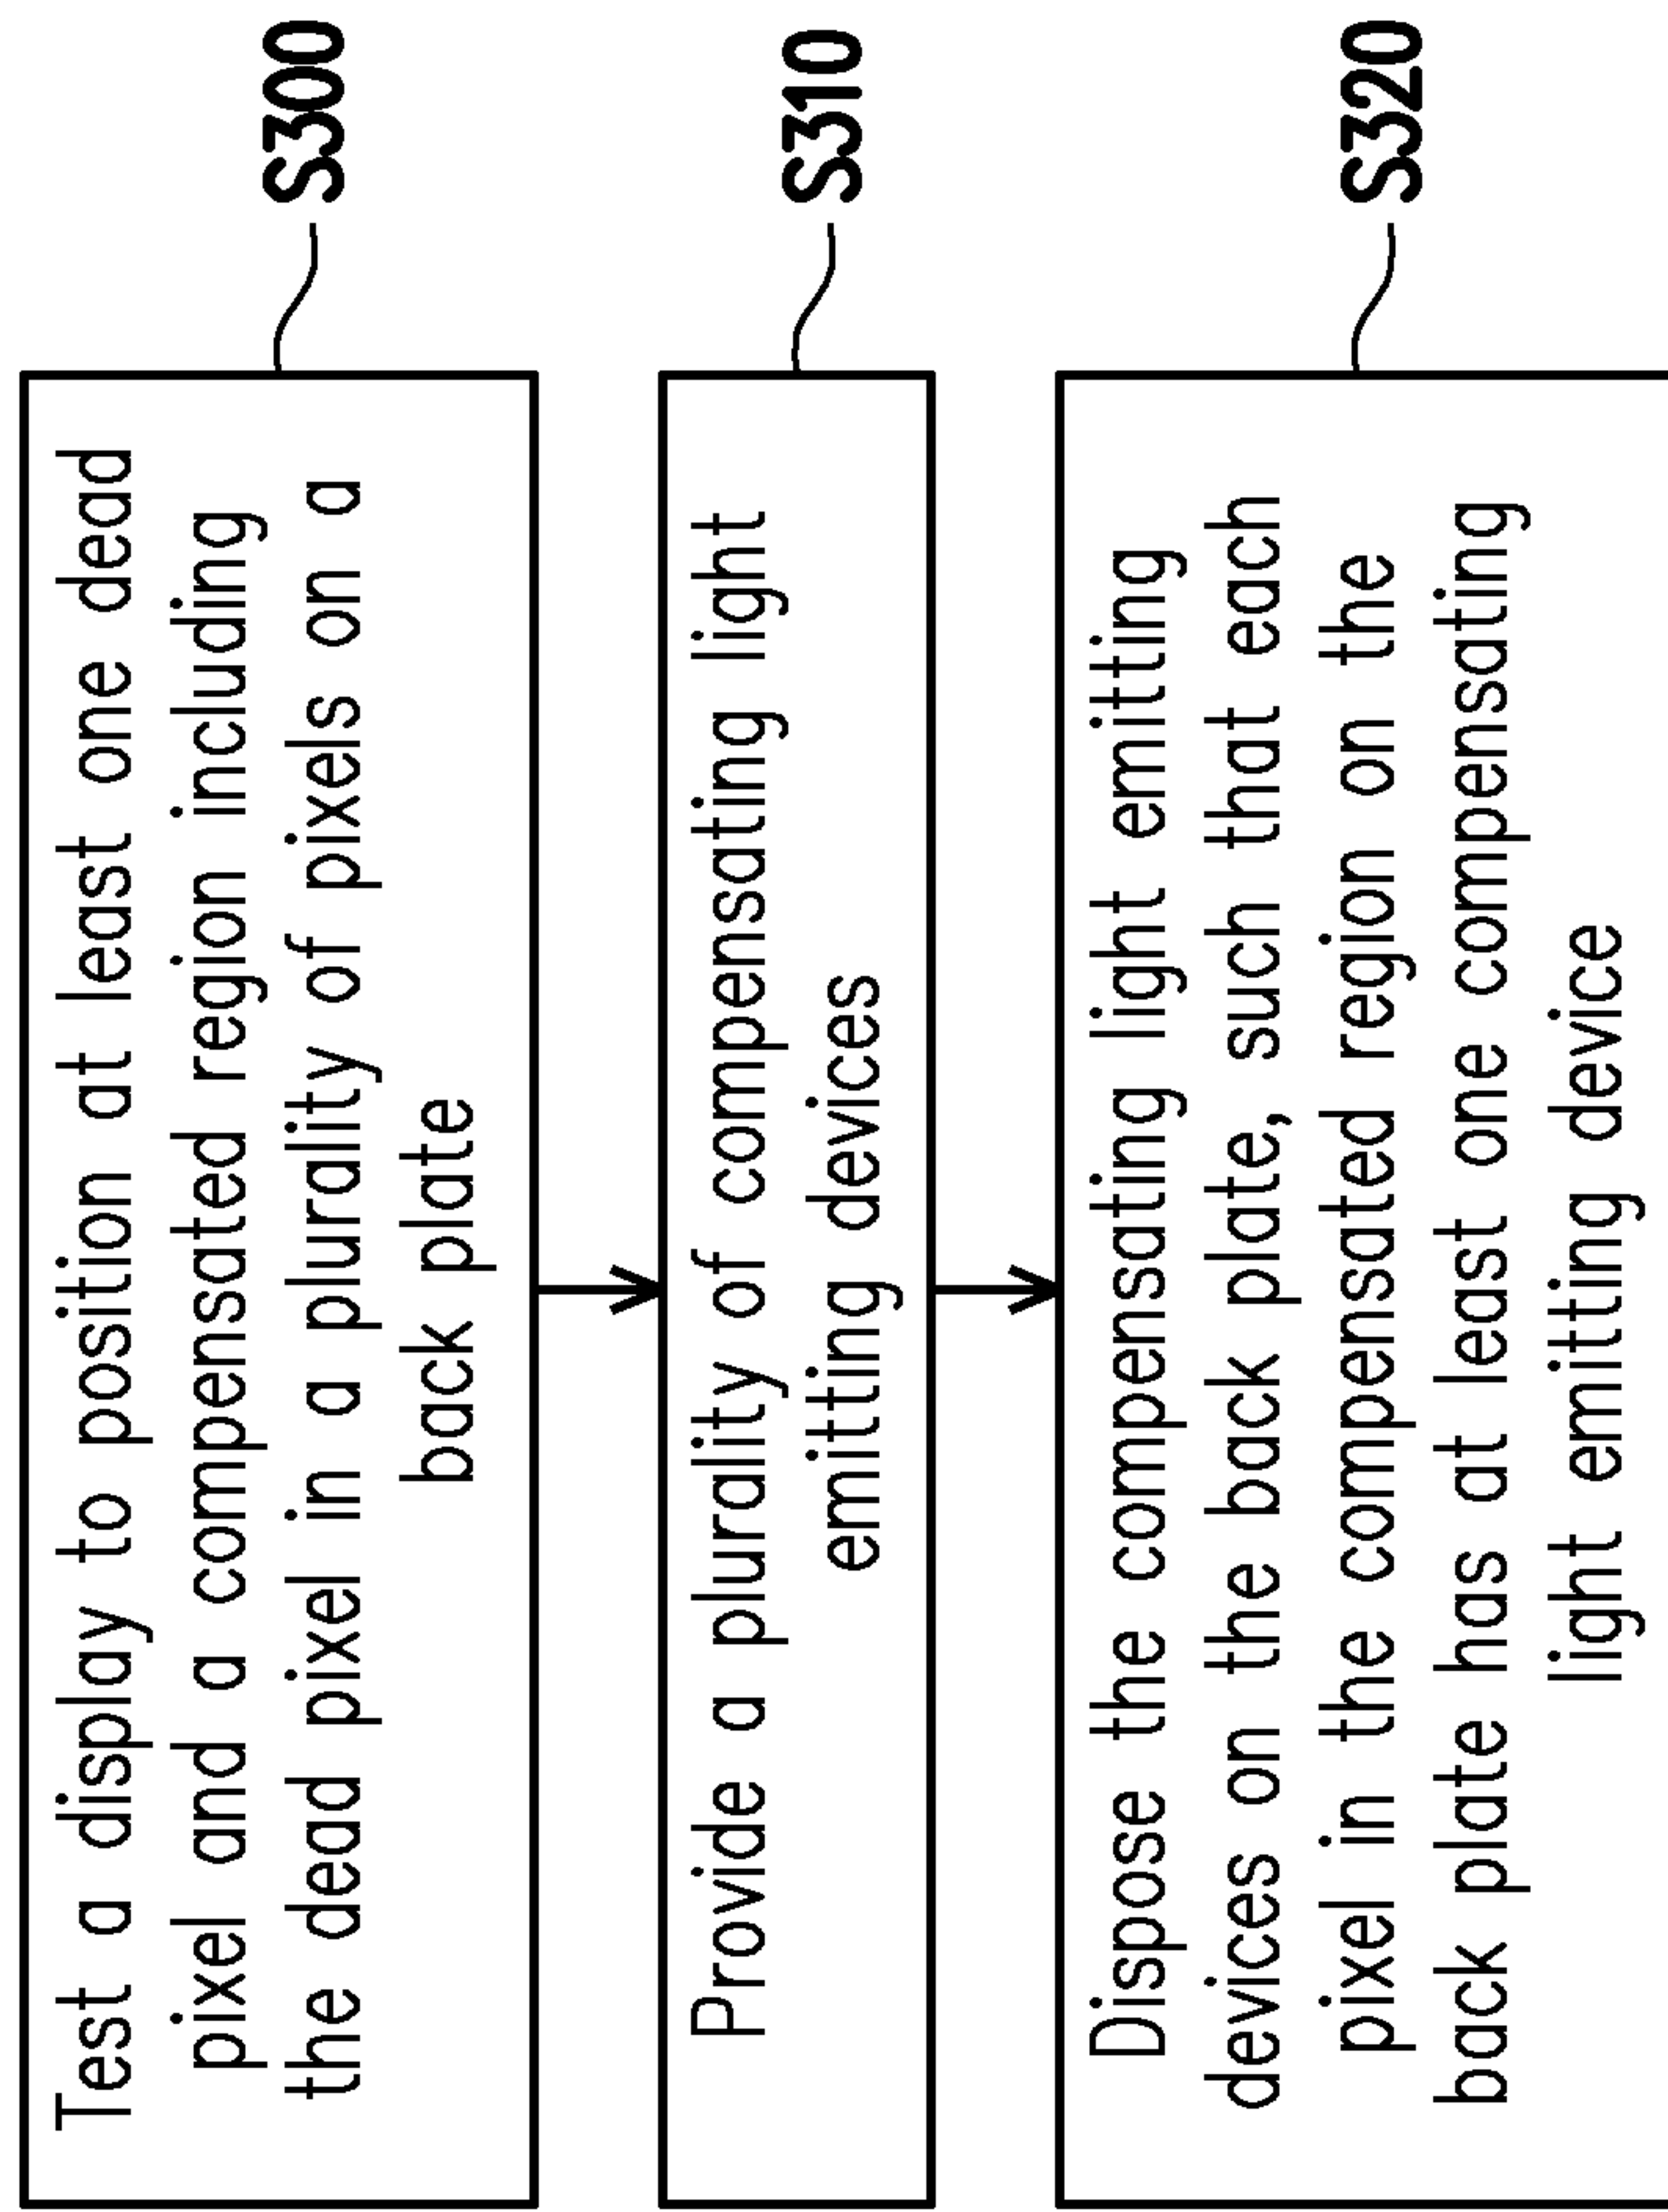 Test a display to position at least one dead
pixel and a compensated region including
the dead pixel in a plurality of pixels on a
back plate
S300
Provide a plurality of compensating light
emitting devices
S310
Dispose the compensating light emitting
devices on the back plate, such that each
pixel in the compensated region on the
back plate has at least one compensating
light emitting device
S320